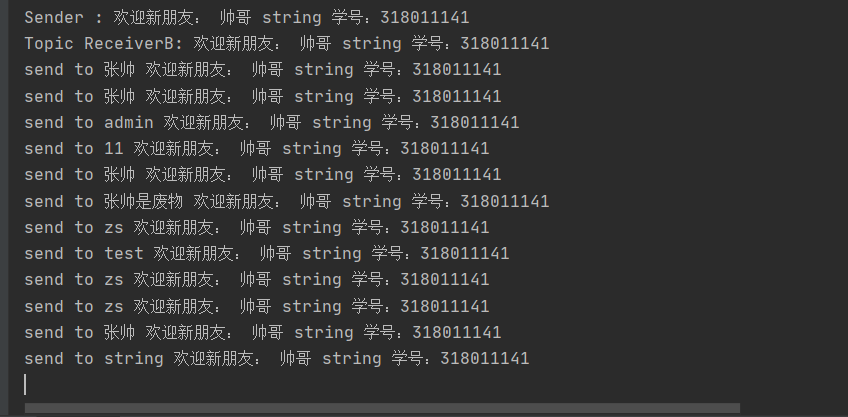 Sender : 欢迎新朋友： 帅哥 string 学号：318011141
Topic ReceiverB: 欢迎新朋友： 帅哥 string 学号：318011141
send to 张帅 欢迎新朋友： 帅哥 string 学号：318011141
send to 张帅 欢迎新朋友： 帅哥 string 学号：318011141
send to admin 欢迎新朋友： 帅哥 string 学号：318011141
send to 11 欢迎新朋友： 帅哥 string 学号：318011141
send to 张帅 欢迎新朋友： 帅哥 string 学号：318011141
send to 张帅是废物 欢迎新朋友： 帅哥 string 学号：318011141
send to zs 欢迎新朋友： 帅哥 string 学号：318011141
send to test 欢迎新朋友： 帅哥 string 学号：318011141
send to zs 欢迎新朋友： 帅哥 string 学号：318011141
send to zs 欢迎新朋友： 帅哥 string 学号：318011141
send to 张帅 欢迎新朋友： 帅哥 string 学号：318011141
send to string 欢迎新朋友： 帅哥 string 学号：318011141